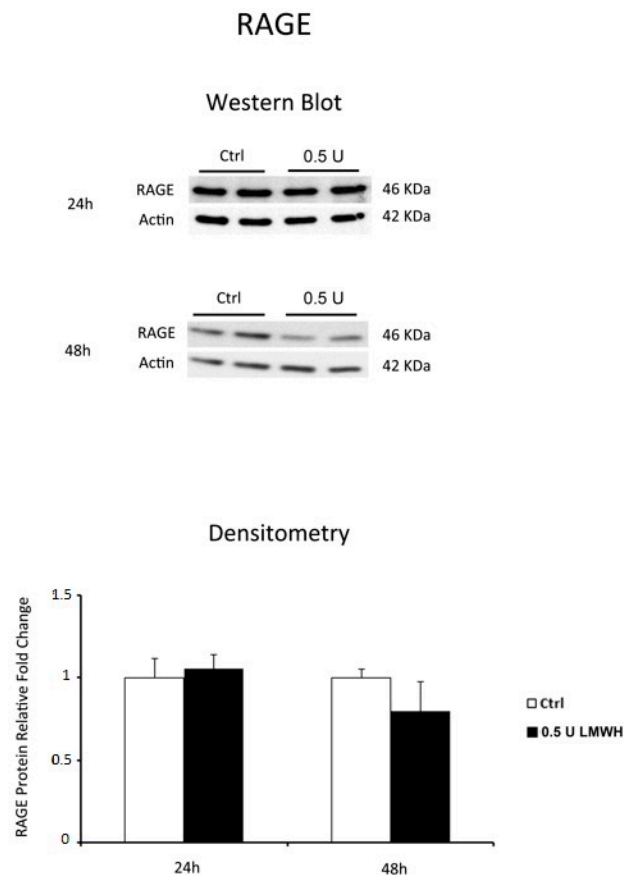 RAGE
Western Blot
Ctrl 0.5 U
24h
RAGE 46 KDa
Actin 42 KDa
Ctrl 0.5 U
48h
RAGE 46 KDa
Actin 42 KDa
Densitometry
RAGE Protein Relative Fold Change
1.5
1
0.5
0
24h 48h
Ctrl
0.5 U LMWH